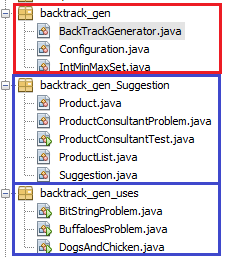 backtrack_gen
BackTrackGenerator.java
Configuration.java
IntMinMaxSet.java
backtrack_gen_Suggestion
Product.java
ProductConsultantProblem.java
ProductConsultantTest.java
ProductList.java
Suggestion.java
backtrack_gen_uses
BitStringProblem.java
BuffaloesProblem.java
DogsAndChicken.java